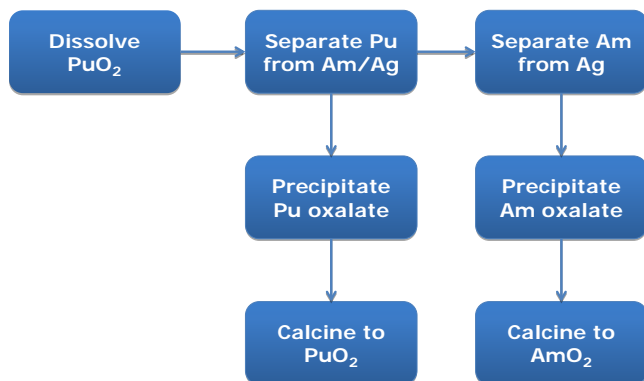 Dissolve
PuO₂
Separate Pu
from Am/Ag
Separate Am
from Ag
Precipitate
Pu oxalate
Precipitate
Am oxalate
Calcine to
PuO₂
Calcine to
AmO₂